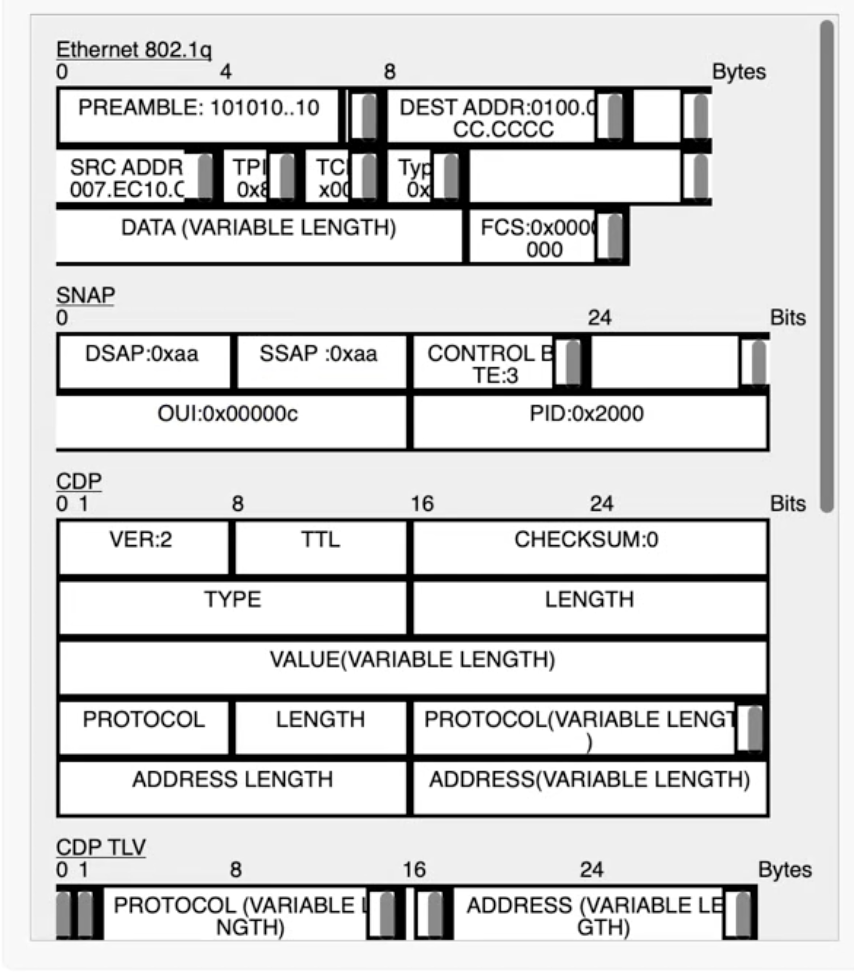 Ethernet 802.1q
0 4 8 Bytes
PREAMBLE: 101010..10
DEST ADDR:0100.0
CC.CCCC
SRC ADDR
007.EC10.C
TPI
0x8
TC
x00
Typ
0x
DATA (VARIABLE LENGTH)
FCS:0x000
000
SNAP
0 24 Bits
DSAP:0xaa SSAP :0xaa CONTROL B
TE:3
OUI:0x00000c PID:0x2000
CDP
0 1 8 16 24 Bits
VER:2 TTL CHECKSUM:0
TYPE LENGTH
VALUE(VARIABLE LENGTH)
PROTOCOL LENGTH PROTOCOL(VARIABLE LENGT
)
ADDRESS LENGTH ADDRESS(VARIABLE LENGTH)
CDP TLV
0 1 8 16 24 Bytes
PROTOCOL (VARIABLE L
NGTH)
ADDRESS (VARIABLE LE
GTH)